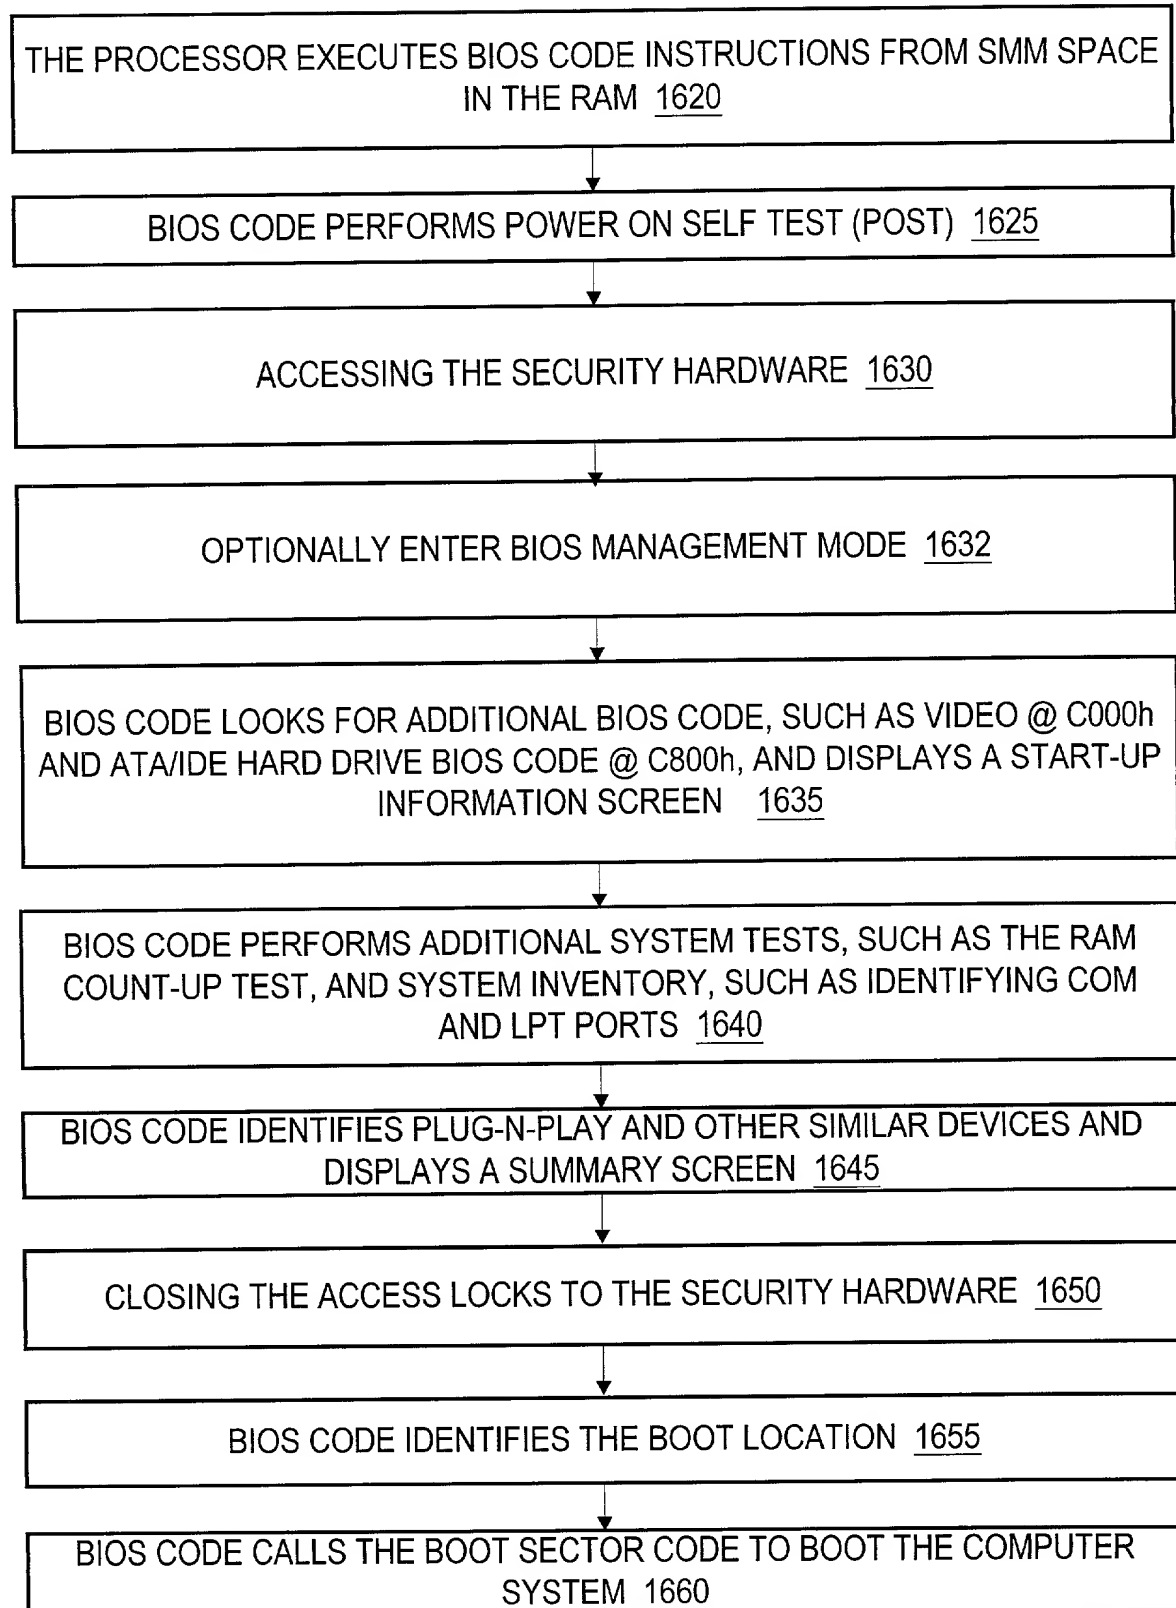 THE PROCESSOR EXECUTES BIOS CODE INSTRUCTIONS FROM SMM SPACE
IN THE RAM 1620
BIOS CODE PERFORMS POWER ON SELF TEST (POST) 1625
ACCESSING THE SECURITY HARDWARE 1630
OPTIONALLY ENTER BIOS MANAGEMENT MODE 1632
BIOS CODE LOOKS FOR ADDITIONAL BIOS CODE, SUCH AS VIDEO @ C000h
AND ATA/IDE HARD DRIVE BIOS CODE @ C800h, AND DISPLAYS A START-UP
INFORMATION SCREEN 1635
BIOS CODE PERFORMS ADDITIONAL SYSTEM TESTS, SUCH AS THE RAM
COUNT-UP TEST, AND SYSTEM INVENTORY, SUCH AS IDENTIFYING COM
AND LPT PORTS 1640
BIOS CODE IDENTIFIES PLUG-N-PLAY AND OTHER SIMILAR DEVICES AND
DISPLAYS A SUMMARY SCREEN 1645
CLOSING THE ACCESS LOCKS TO THE SECURITY HARDWARE 1650
BIOS CODE IDENTIFIES THE BOOT LOCATION 1655
BIOS CODE CALLS THE BOOT SECTOR CODE TO BOOT THE COMPUTER
SYSTEM 1660